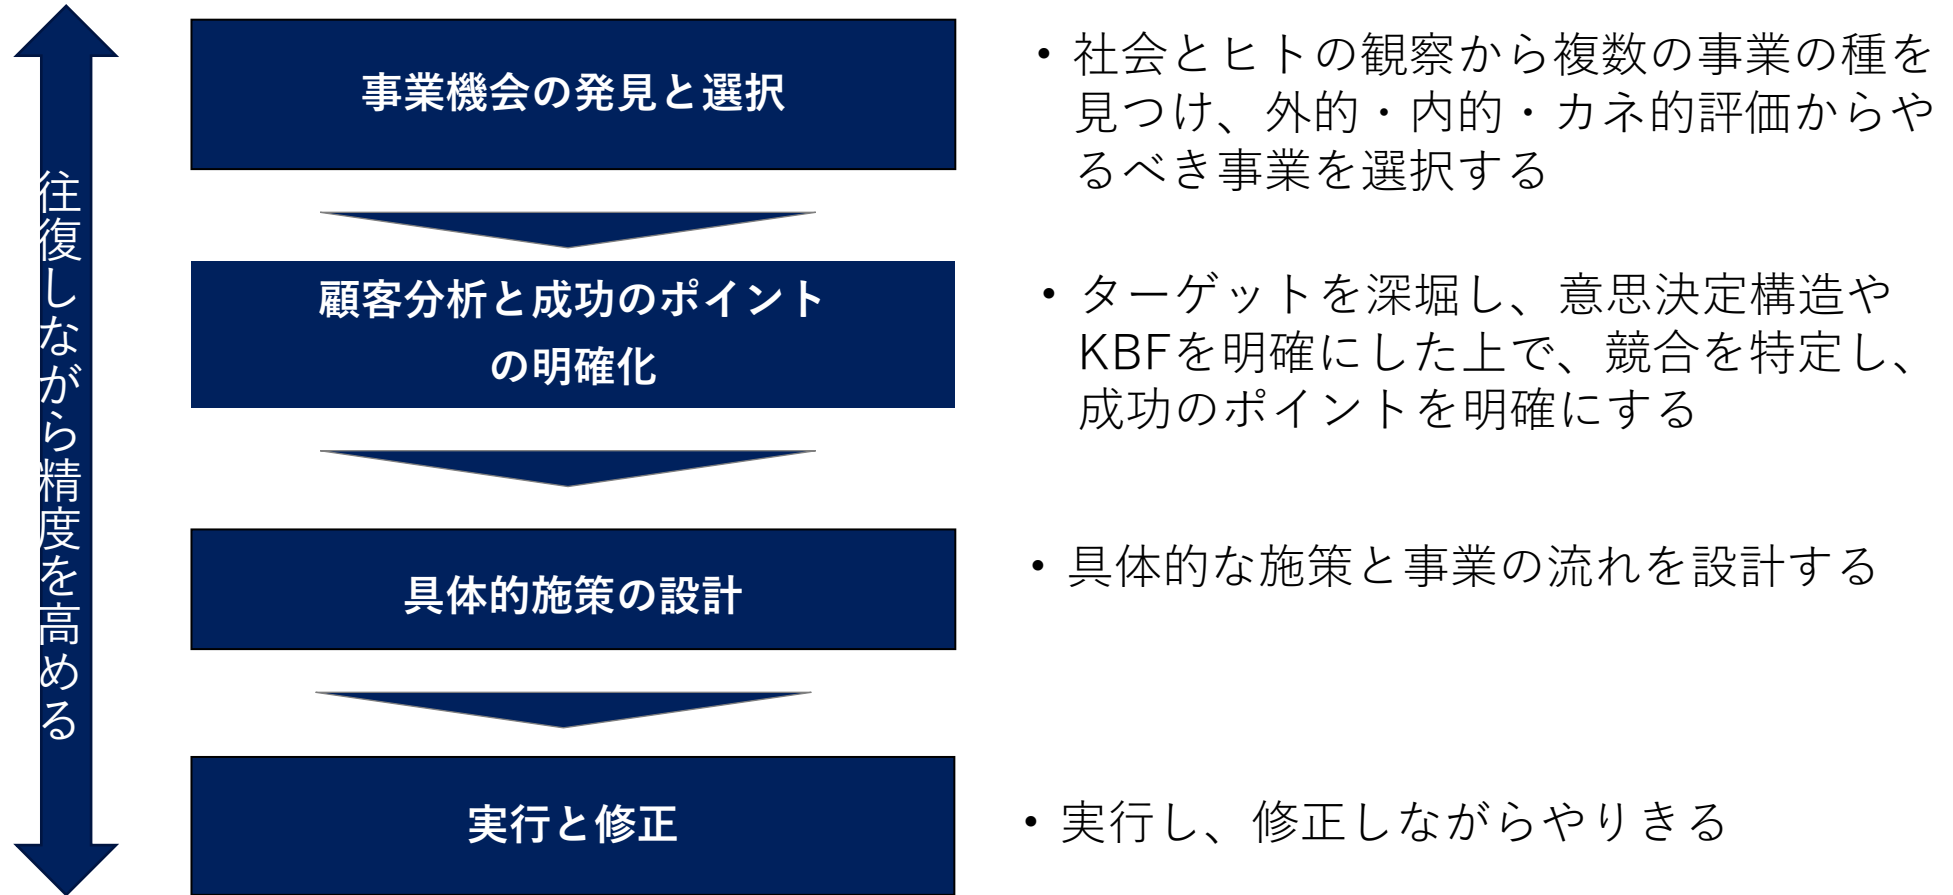 往復しながら精度を高める
事業機会の発見と選択
・社会とヒトの観察から複数の事業の種を
見つけ、外的・内的・カネ的評価からや
るべき事業を選択する
顧客分析と成功のポイント
の明確化
・ターゲットを深堀し、意思決定構造や
KBFを明確にした上で、競合を特定し、
成功のポイントを明確にする
具体的施策の設計
・具体的な施策と事業の流れを設計する
実行と修正
・実行し、修正しながらやりきる